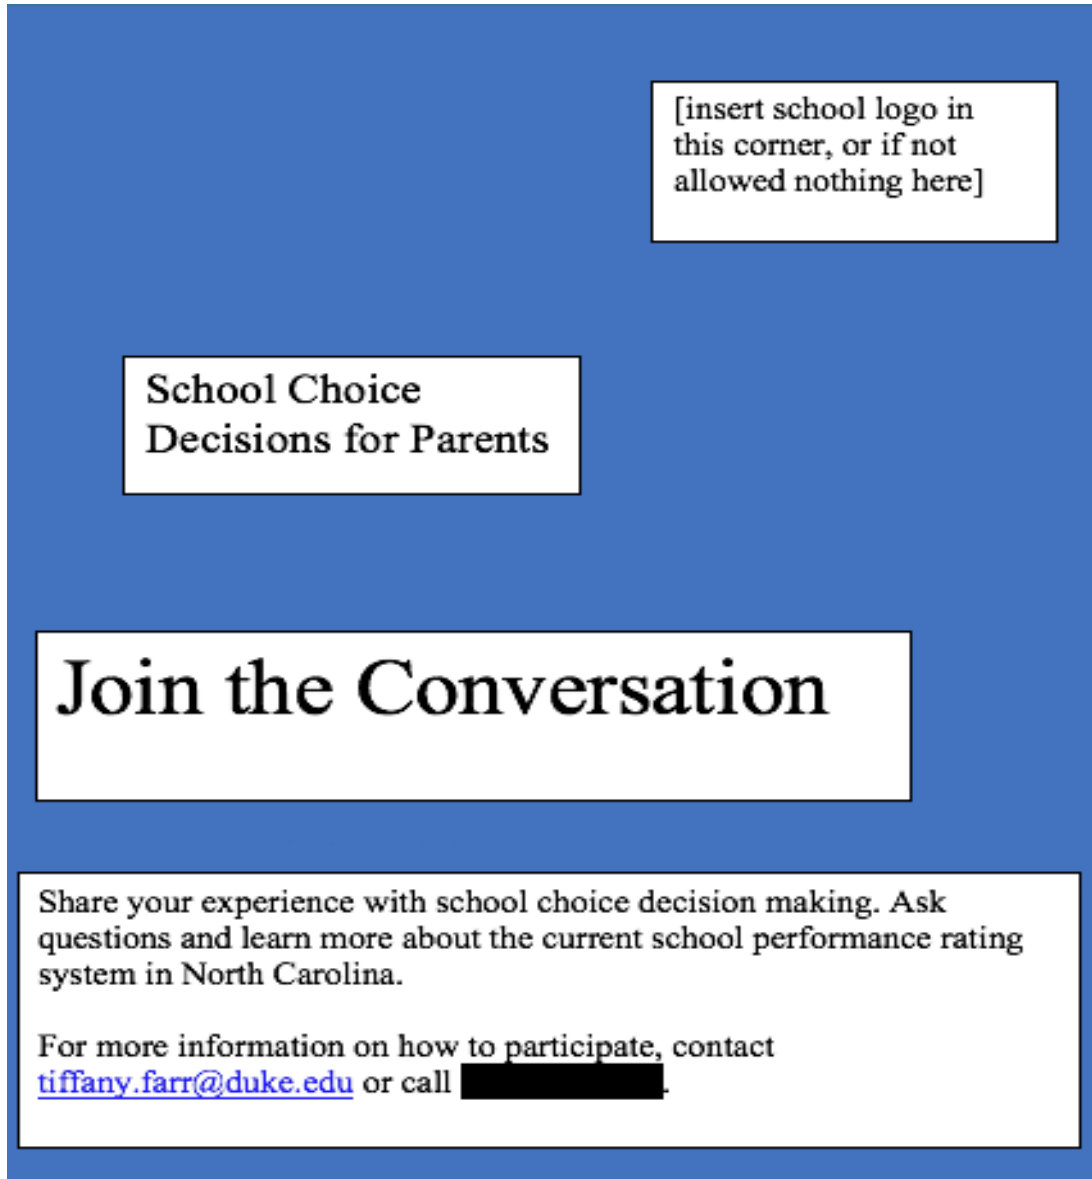 [insert school logo in
this corner, or if not
allowed nothing here]
School Choice
Decisions for Parents
Join the Conversation
Share your experience with school choice decision making. Ask
questions and learn more about the current school performance rating
system in North Carolina.
For more information on how to participate, contact
tiffany.farr@duke.edu or call .